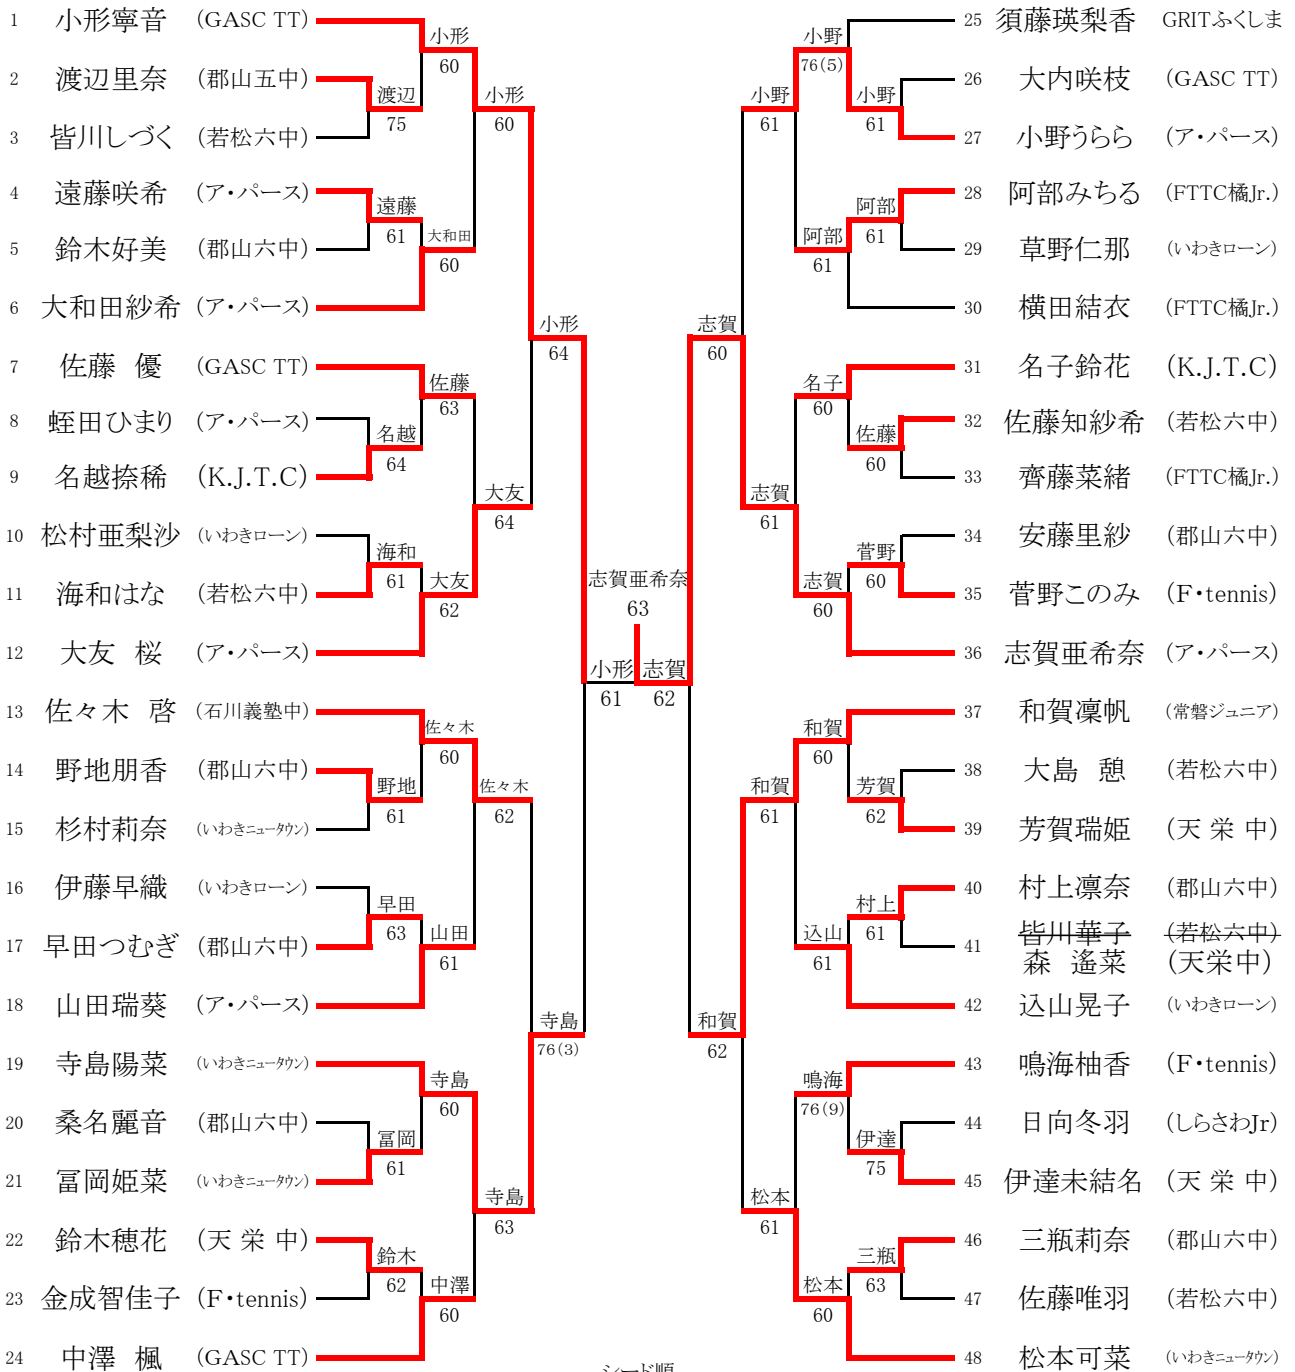 1 小形寧音 (GASC TT)
2 渡辺里奈 (郡山五中)
3 皆川しづく (若松六中)
4 遠藤咲希 (ア・パース)
5 鈴木好美 (郡山六中)
6 大和田紗希 (ア・パース)
7 佐藤 優 (GASC TT)
8 蛭田ひまり (ア・パース)
9 名越捺稀 (K.J.T.C)
10 松村亜梨沙 (いわきローン)
11 海和はな (若松六中)
12 大友 桜 (ア・パース)
13 佐々木 啓 (石川義塾中)
14 野地朋香 (郡山六中)
15 杉村莉奈 (いわきニュータウン)
16 伊藤早織 (いわきローン)
17 早田つむぎ (郡山六中)
18 山田瑞葵 (ア・パース)
19 寺島陽菜 (いわきニュータウン)
20 桑名麗音 (郡山六中)
21 冨岡姫菜 (いわきニュータウン)
22 鈴木穂花 (天 栄 中)
23 金成智佳子 (F・tennis)
24 中澤 楓 (GASC TT)
渡辺
75
遠藤
61
名越
64
海和
61
野地
61
早田
63
冨岡
61
鈴木
62
小形
60
大和田
60
佐藤
63
大友
62
佐々木
60
山田
61
寺島
60
中澤
60
小形
60
大友
64
佐々木
62
寺島
63
小形
64
寺島
76(3)
小形
61
志賀亜希奈
63
志賀
62
志賀
60
和賀
62
小野
61
志賀
61
和賀
61
松本
61
小野
76(5)
阿部
61
名子
60
志賀
60
和賀
60
込山
61
鳴海
76(9)
松本
60
小野
61
阿部
61
佐藤
60
菅野
60
芳賀
62
村上
61
伊達
75
三瓶
63
25 須藤瑛梨香 GRITふくしま
26 大内咲枝 (GASC TT)
27 小野うらら (ア・パース)
28 阿部みちる (FTTC橘Jr.)
29 草野仁那 (いわきローン)
30 横田結衣 (FTTC橘Jr.)
31 名子鈴花 (K.J.T.C)
32 佐藤知紗希 (若松六中)
33 齊藤菜緒 (FTTC橘Jr.)
34 安藤里紗 (郡山六中)
35 菅野このみ (F・tennis)
36 志賀亜希奈 (ア・パース)
37 和賀凜帆 (常磐ジュニア)
38 大島 憩 (若松六中)
39 芳賀瑞姫 (天 栄 中)
40 村上凛奈 (郡山六中)
41 皆川華子 (若松六中)
森 遙菜 (天栄中)
42 込山晃子 (いわきローン)
43 鳴海柚香 (F・tennis)
44 日向冬羽 (しらさわJr)
45 伊達未結名 (天 栄 中)
46 三瓶莉奈 (郡山六中)
47 佐藤唯羽 (若松六中)
48 松本可菜 (いわきニュータウン)
シード順